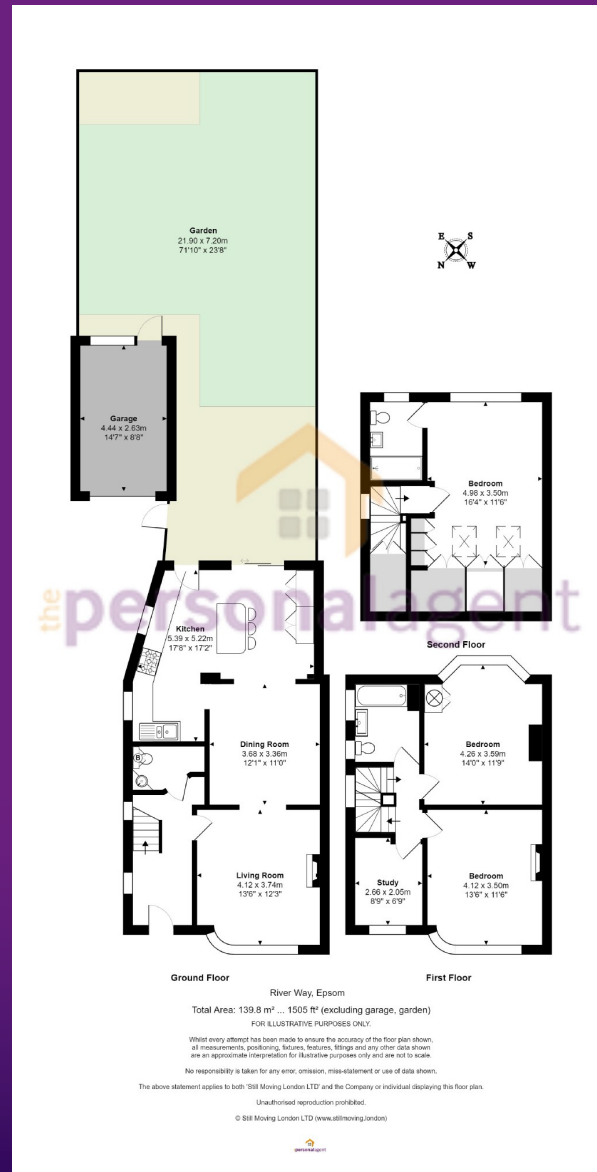 Garden
21.90 x 7.20m
71'10" x 23'8"
E S
N W
Garage
4.44 x 2.63m
14'7" x 8'8"
Bedroom
4.98 x 3.50m
16'4" x 11'6"
the personal agent
Kitchen
5.39 x 5.22m
17'8" x 17'2"
Second Floor
Dining Room
3.68 x 3.36m
12'1" x 11'0"
Bedroom
4.26 x 3.59m
14'0" x 11'9"
B
Living Room
4.12 x 3.74m
13'6" x 12'3"
Study
2.66 x 2.05m
8'9" x 6'9"
Bedroom
4.12 x 3.50m
13'6" x 11'6"
Ground Floor
First Floor
River Way, Epsom
Total Area: 139.8 m² ... 1505 ft² (excluding garage, garden)
FOR ILLUSTRATIVE PURPOSES ONLY.
Whilst every attempt has been made to ensure the accuracy of the floor plan shown,
all measurements, positioning, fixtures, features, fittings and any other data shown
are an approximate interpretation for illustrative purposes only and are not to scale.
No responsibility is taken for any error, omission, miss-statement or use of data shown.
The above statement applies to both 'Still Moving London LTD' and the Company or individual displaying this floor plan.
Unauthorised reproduction prohibited.
© Still Moving London LTD (www.stillmoving.london)
personalagent